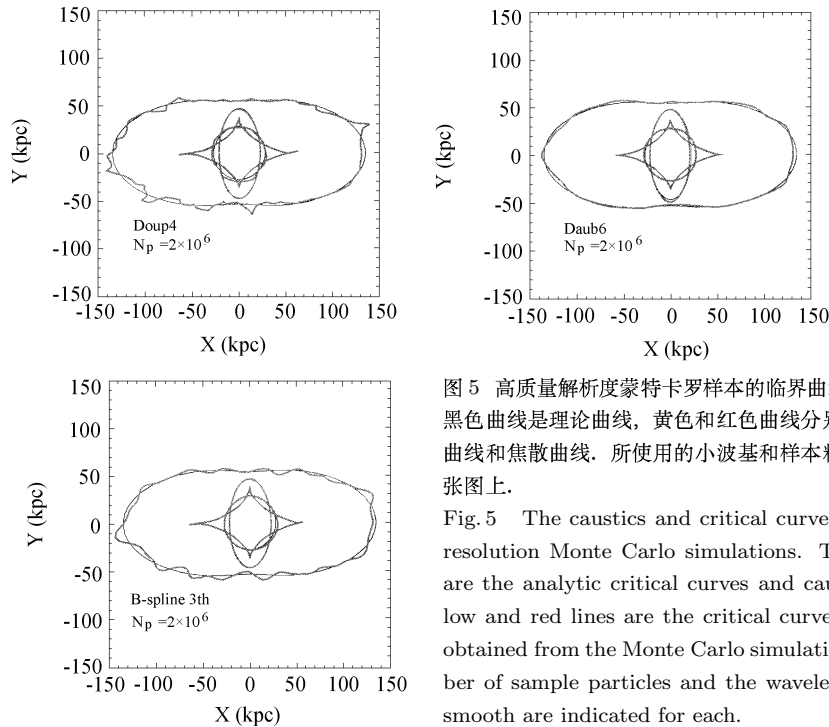 150
100
50
0
-50
-100
-150
Y (kpc)
Doup4
Np =2×10⁶
-150 -100 -50 0 50 100 150
X (kpc)
150
100
50
0
-50
-100
-150
Y (kpc)
Daub6
Np =2×10⁶
-150 -100 -50 0 50 100 150
X (kpc)
150
100
50
0
-50
-100
-150
Y (kpc)
B-spline 3th
Np =2×10⁶
-150 -100 -50 0 50 100 150
X (kpc)
图 5 高质量解析度蒙特卡罗样本的临界曲
黑色曲线是理论曲线, 黄色和红色曲线分
曲线和焦散曲线. 所使用的小波基和样本
张图上.
Fig. 5 The caustics and critical curve
resolution Monte Carlo simulations. T
are the analytic critical curves and cau
low and red lines are the critical curve
obtained from the Monte Carlo simulati
ber of sample particles and the wavele
smooth are indicated for each.